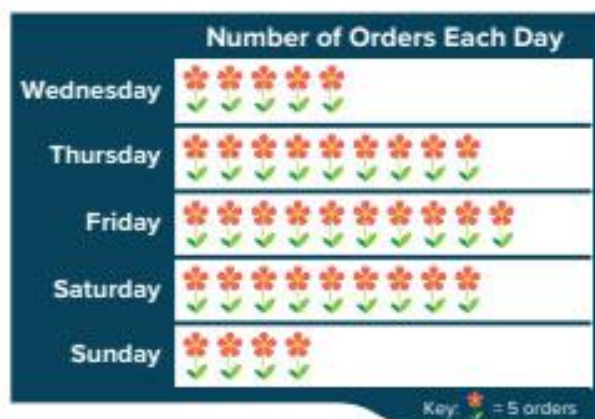 Number of Orders Each Day
Wednesday
Thursday
Friday
Saturday
Sunday
Key: = 5 orders